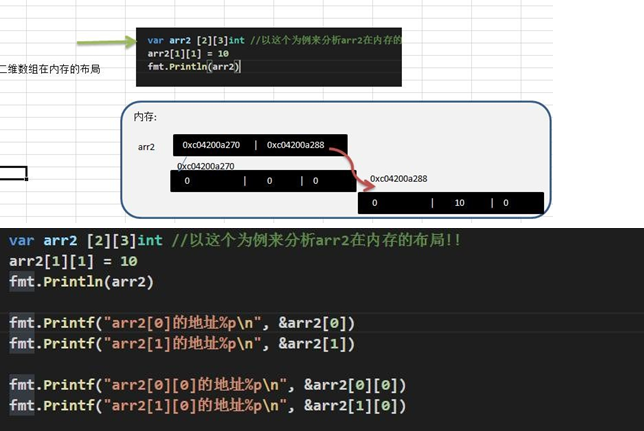 var arr2 [2][3]int //以这个为例来分析arr2在内存的
arr2[1][1] = 10
fmt.Println(arr2)
二维数组在内存的布局
内存:
arr2 0xc04200a270 | 0xc04200a288
0xc04200a270
0xc04200a288
0 | 0 | 0
0 | 10 | 0
var arr2 [2][3]int //以这个为例来分析arr2在内存的布局!!
arr2[1][1] = 10
fmt.Println(arr2)
fmt.Printf("arr2[0]的地址%p\n", &arr2[0])
fmt.Printf("arr2[1]的地址%p\n", &arr2[1])
fmt.Printf("arr2[0][0]的地址%p\n", &arr2[0][0])
fmt.Printf("arr2[1][0]的地址%p\n", &arr2[1][0])